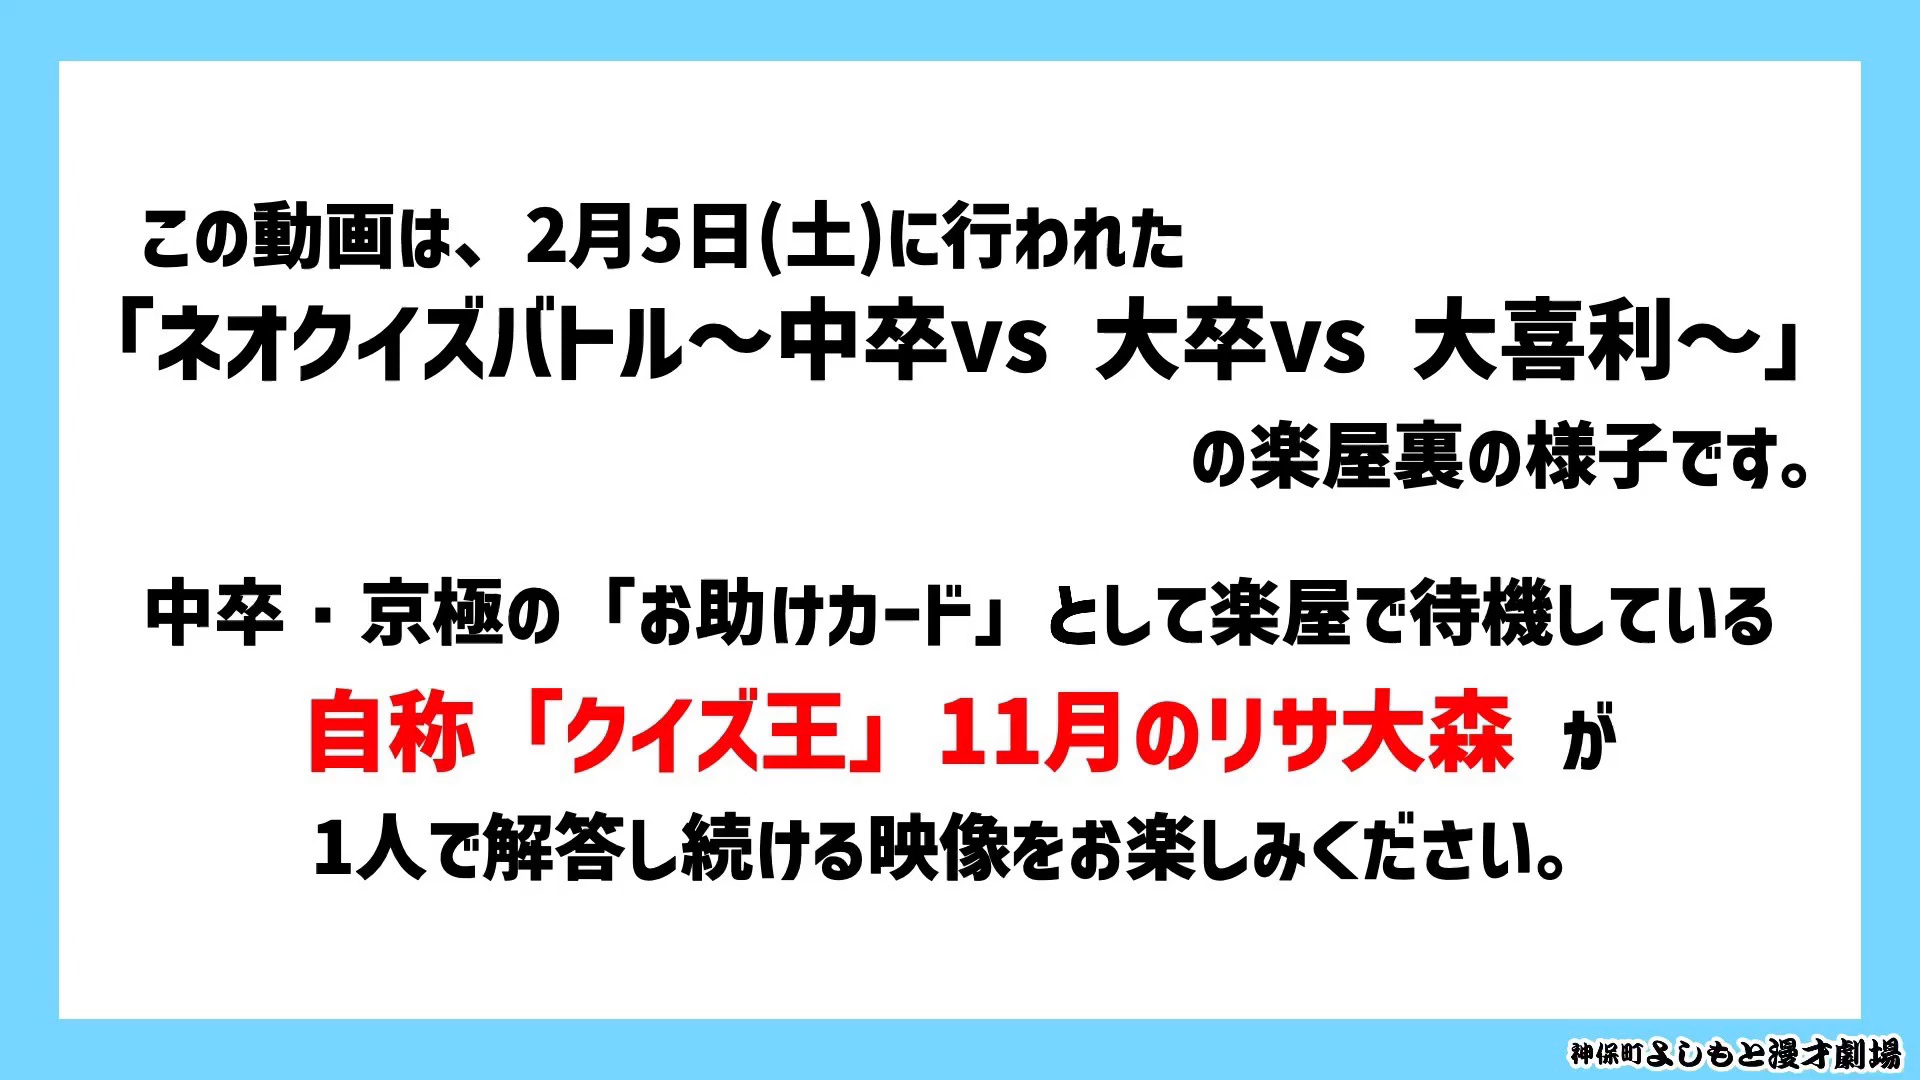 この動画は、2月5日(土)に行われた
「ネオクイズバトル〜中卒vs 大卒vs 大喜利〜」
の楽屋裏の様子です。
中卒・京極の「お助けカード」として楽屋で待機している
自称「クイズ王」11月のリサ大森 が
1人で解答し続ける映像をお楽しみください。
神保町よしもと漫才劇場